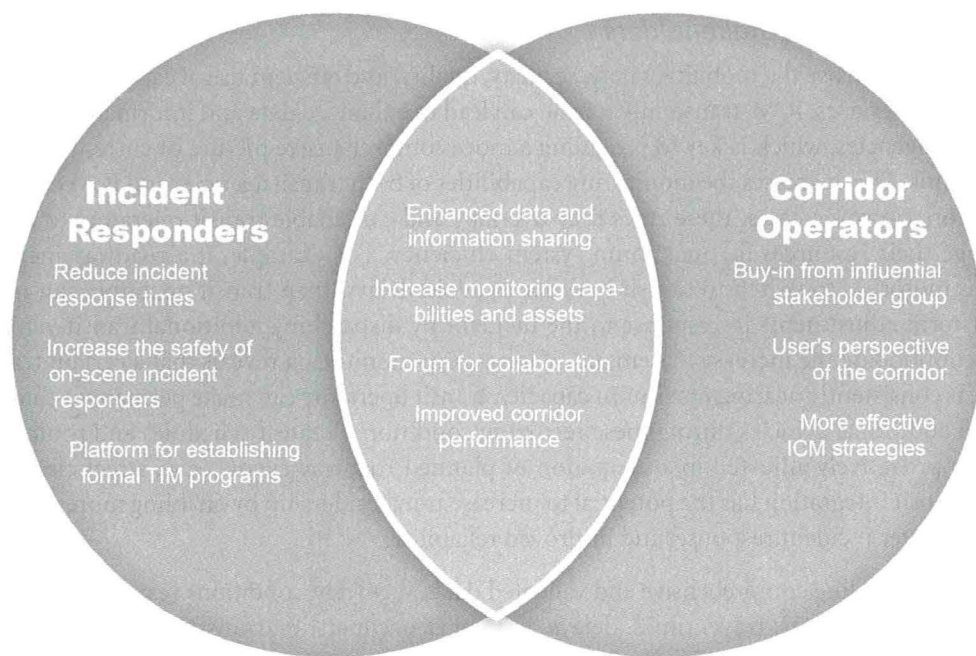 Incident
Responders
Reduce incident
response times
Increase the safety of
on-scene incident
responders
Platform for establishing
formal TIM programs
Enhanced data and
information sharing
Increase monitoring capa-
bilities and assets
Forum for collaboration
Improved corridor
performance
Corridor
Operators
Buy-in from influential
stakeholder group
User's perspective
of the corridor
More effective
ICM strategies